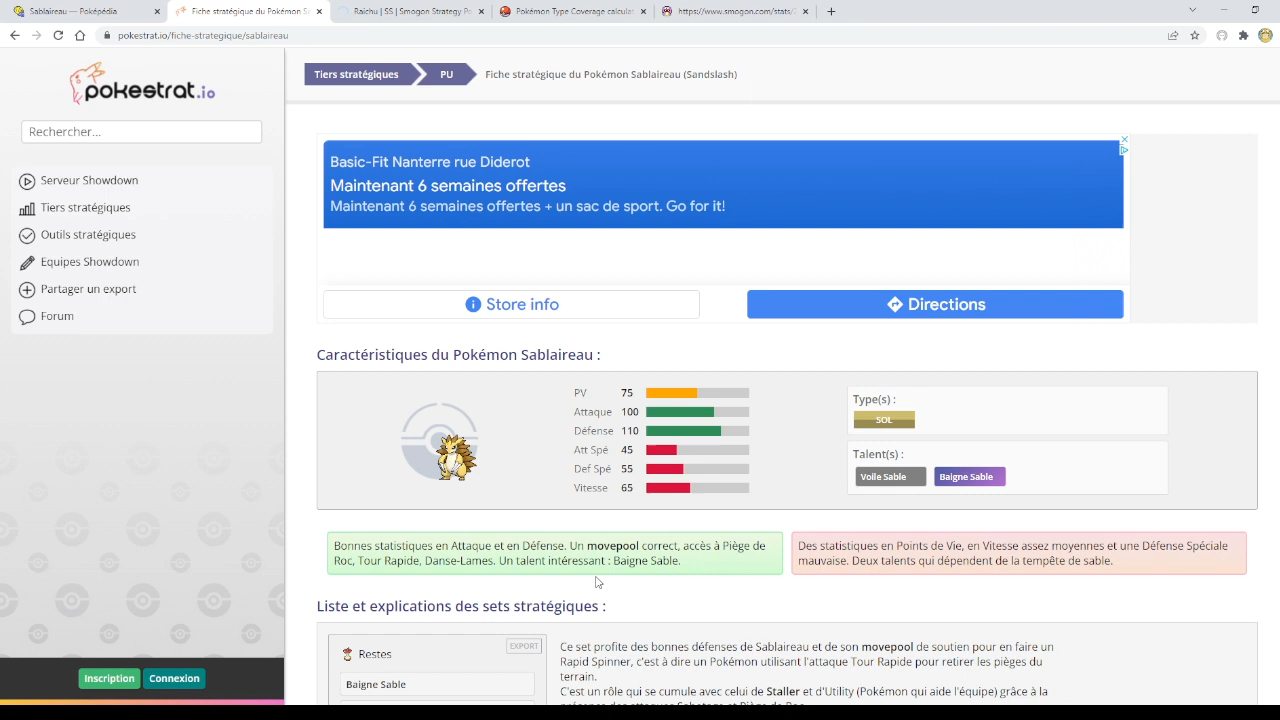 Sablaireau — Poképédia
Fiche stratégique du Pokémon S
Raichu | SS | Smogon Strategy Po
Pokémon Type Coverage calculat
https://www.smogon.com/stats/2
pokestrat.io/fiche-strategique/sablaireau
pokestrat.io
Rechercher...
Serveur Showdown
Tiers stratégiques
Outils stratégiques
Equipes Showdown
Partager un export
Forum
Inscription
Connexion
Tiers stratégiques
PU
Fiche stratégique du Pokémon Sablaireau (Sandslash)
Basic-Fit Nanterre rue Diderot
Maintenant 6 semaines offertes
Maintenant 6 semaines offertes + un sac de sport. Go for it!
Store info
Directions
Caractéristiques du Pokémon Sablaireau :
PV 75
Attaque 100
Défense 110
Att Spé 45
Def Spé 55
Vitesse 65
Type(s) :
SOL
Talent(s) :
Voile Sable
Baigne Sable
Bonnes statistiques en Attaque et en Défense. Un movepool correct, accès à Piège de
Roc, Tour Rapide, Danse-Lames. Un talent intéressant : Baigne Sable.
Des statistiques en Points de Vie, en Vitesse assez moyennes et une Défense Spéciale
mauvaise. Deux talents qui dépendent de la tempête de sable.
Liste et explications des sets stratégiques :
Restes
EXPORT
Baigne Sable
Ce set profite des bonnes défenses de Sablaireau et de son movepool de soutien pour en faire un
Rapid Spinner, c'est à dire un Pokémon utilisant l'attaque Tour Rapide pour retirer les pièges du
terrain.
C'est un rôle qui se cumule avec celui de Staller et d'Utility (Pokémon qui aide l'équipe) grâce à la
présence des attaques Sabotage et Piège de Roc.